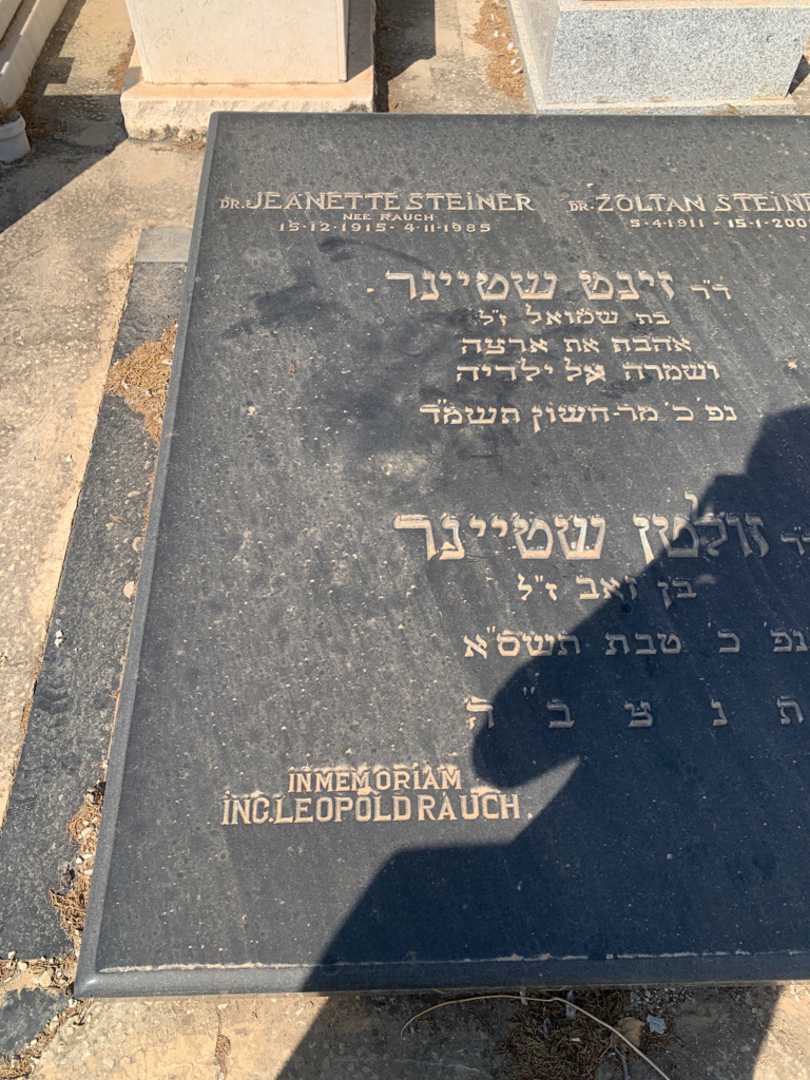 DR. JEANETTE STEINER
NEE RAUCH
15·12·1915 - 4·11·1985
DR. ZOLTAN STEINE
5·4·1911 - 15·1·200
ד"ר זינט שטיינר
בת שמואל ז"ל
אהבה את ארצה
ושמרה על ילדיה
נפ' כ' מר-חשון תשמ"ד
ד"ר זולטן שטיינר
בן זאב ז"ל
נפ' כ טבת תשס"א
ת נ צ ב"ה
IN MEMORIAM
ING. LEOPOLD RAUCH.